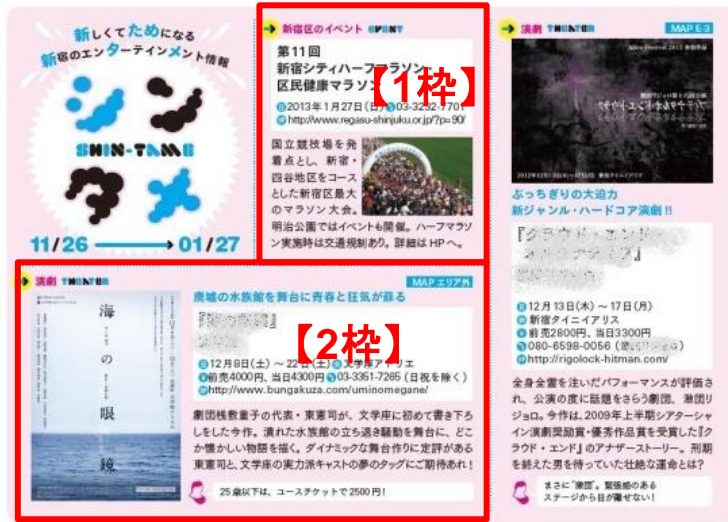 新しくてためになる
新宿のエンターテインメント情報
シン
SHIN-TAME
タメ
11/26 → 01/27
新宿区のイベント EVENT
第11回
新宿シティハーフマラソン・
区民健康マラソン
【1枠】
2013年1月27日(日) 03-3232-7701
http://www.regasu-shinjuku.or.jp/?p=90/
国立競技場を発
着点とし、新宿・
四谷地区をコース
とした新宿区最大
のマラソン大会。
明治公園ではイベントも開催。ハーフマラソ
ン実施時は交通規制あり。詳細はHPへ。
演劇 THEATER
MAP エリア外
海の眼鏡
廃墟の水族館を舞台に青春と狂気が蘇る
【2枠】
12月8日(土)〜22日(土) 文学座アトリエ
前売4000円、当日4300円 03-3351-7265(日祝を除く)
http://www.bungakuza.com/uminomegane/
劇団桟敷童子の代表・東憲司が、文学座に初めて書き下ろ
しをした今作。潰れた水族館の立ち退き騒動を舞台に、どこ
か懐かしい物語を描く。ダイナミックな舞台作りに定評がある
東憲司と、文学座の実力派キャストの夢のタッグにご期待あれ!
25歳以下は、ユースチケットで2500円!
演劇 THEATER
MAP E-3
ぶっちぎりの大迫力
新ジャンル・ハードコア演劇!!
『クラウド・エンド
12月13日(木)〜17日(月)
新宿タイニイアリス
前売2800円、当日3300円
080-6598-0056
http://rigolock-hitman.com/
全身全霊を注いだパフォーマンスが評価さ
れ、公演の度に話題をさらう劇団、激団リ
ジョロ。今作は、2009年上半期シアターシャ
イン演劇奨励賞・優秀作品賞を受賞した『ク
ラウド・エンド』のアナザーストーリー。刑期
を終えた男を待っていた壮絶な運命とは?
まさに"激団"。緊張感のある
ステージから目が離せない!